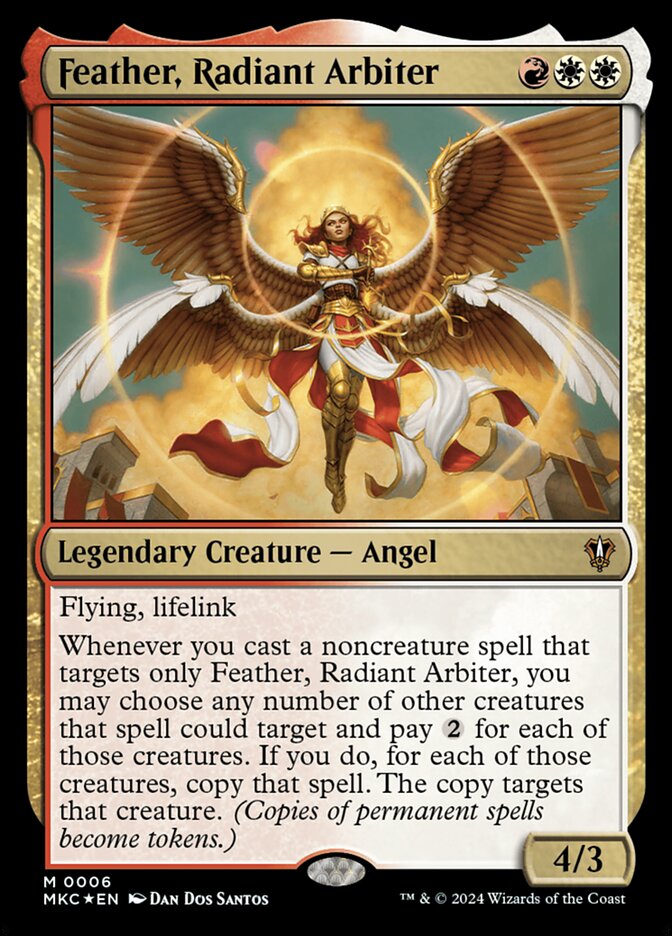 Feather, Radiant Arbiter
Legendary Creature — Angel
Flying, lifelink
Whenever you cast a noncreature spell that
targets only Feather, Radiant Arbiter, you
may choose any number of other creatures
that spell could target and pay 2 for each of
those creatures. If you do, for each of those
creatures, copy that spell. The copy targets
that creature. (Copies of permanent spells
become tokens.)
4/3
M 0006
MKC★EN Dan Dos Santos
™ & © 2024 Wizards of the Coast